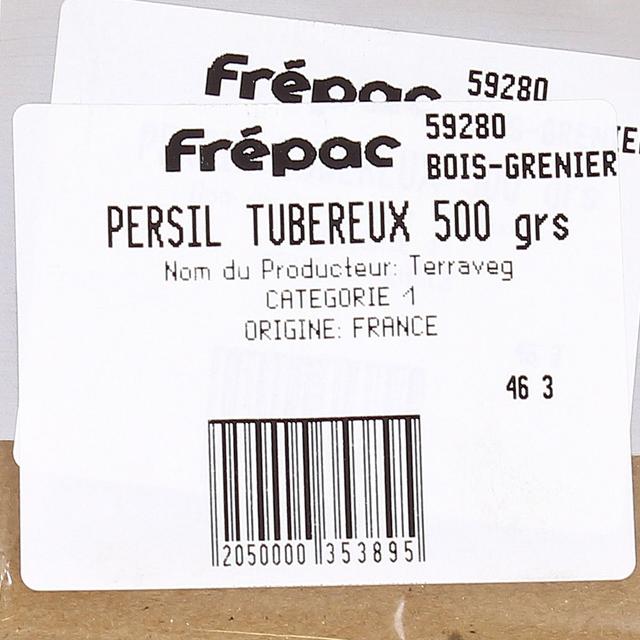 Frépac 59280
Frépac 59280
BOIS-GRENIER
PERSIL TUBEREUX 500 grs
Nom du Producteur: Terraveg
CATEGORIE 1
ORIGINE: FRANCE
46 3
2050000 353895